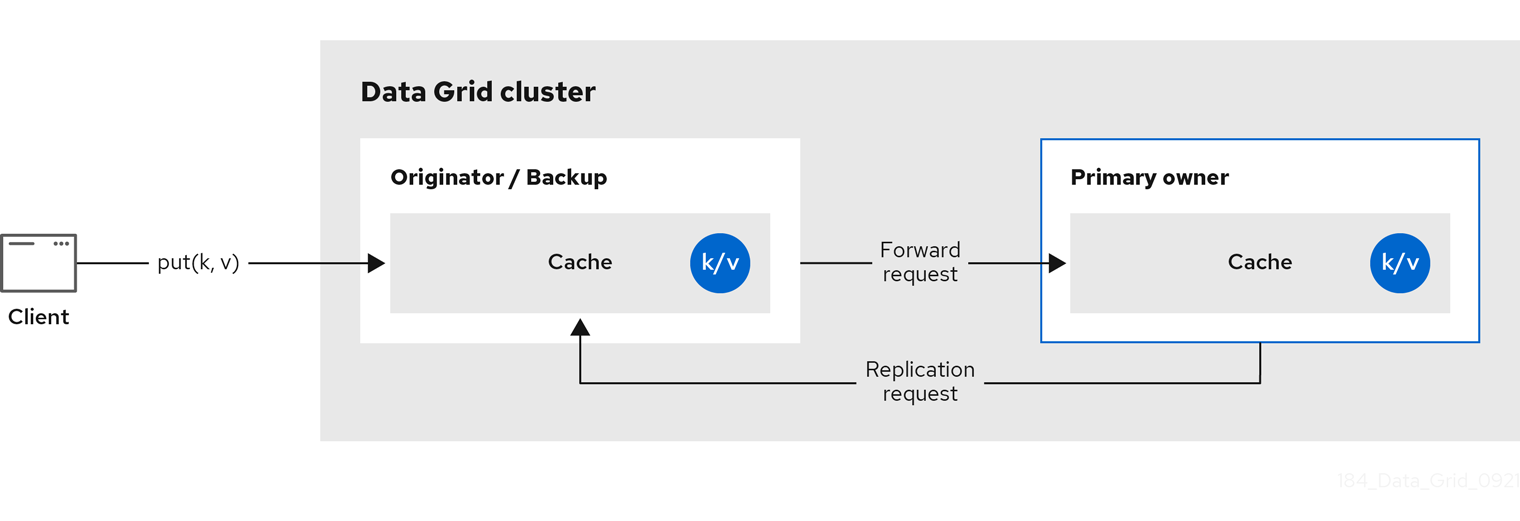 Data Grid cluster
Originator / Backup
Primary owner
Client
put(k, v)
Cache
k/v
Forward
request
Cache
k/v
Replication
request
184_Data_Grid_0921